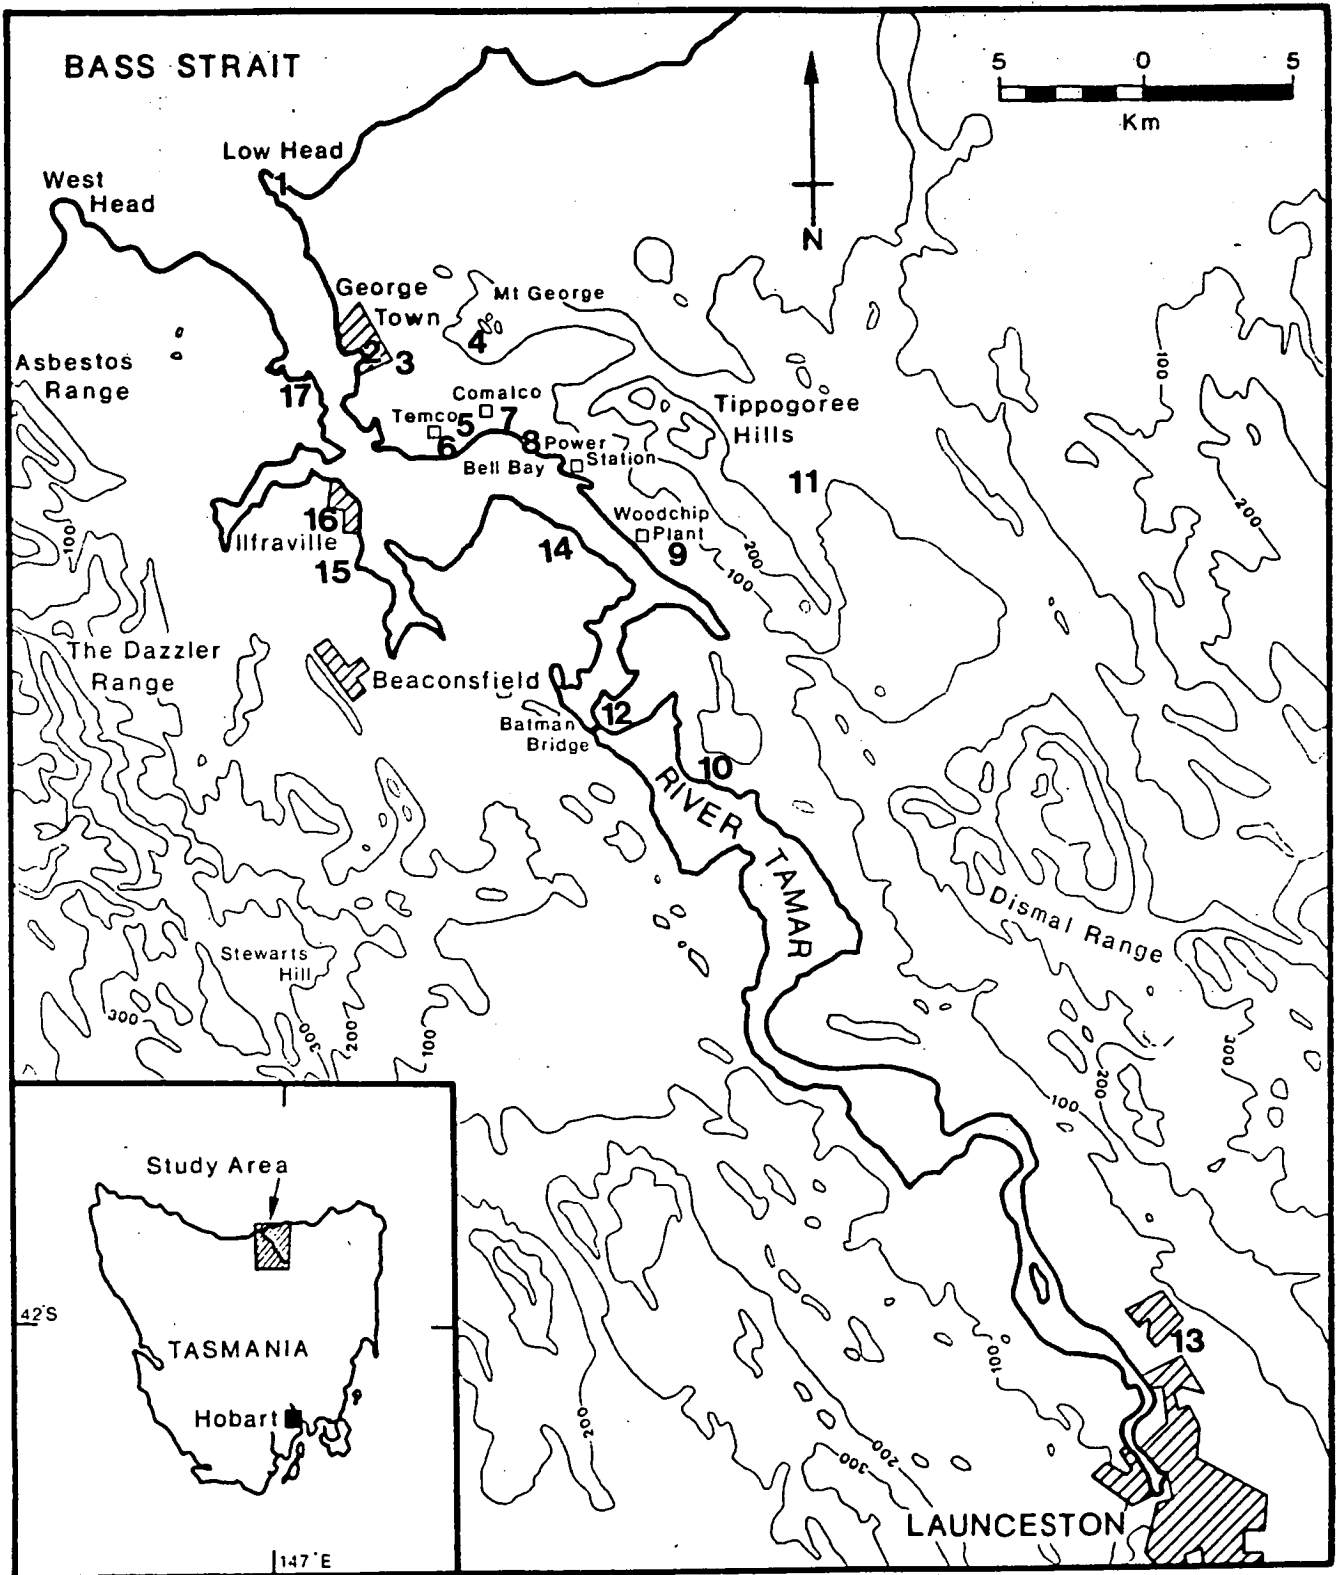 BASS STRAIT
5 0 5
Km
Low Head
1
West
Head
N
George
Town
Mt George
4
2
3
Asbestos
Range
17
Comalco
Temco
5
7
6
8
Power
Station
Bell Bay
Tippogoree
Hills
11
100
200
Woodchip
Plant
9
200
100
16
Ilfraville
14
15
100
The Dazzler
Range
Beaconsfield
12
Batman
Bridge
10
RIVER TAMAR
Dismal Range
Stewarts
Hill
300
300
200
100
300
200
100
Study Area
42°S
TASMANIA
Hobart
147°E
13
100
200
300
200
LAUNCESTON